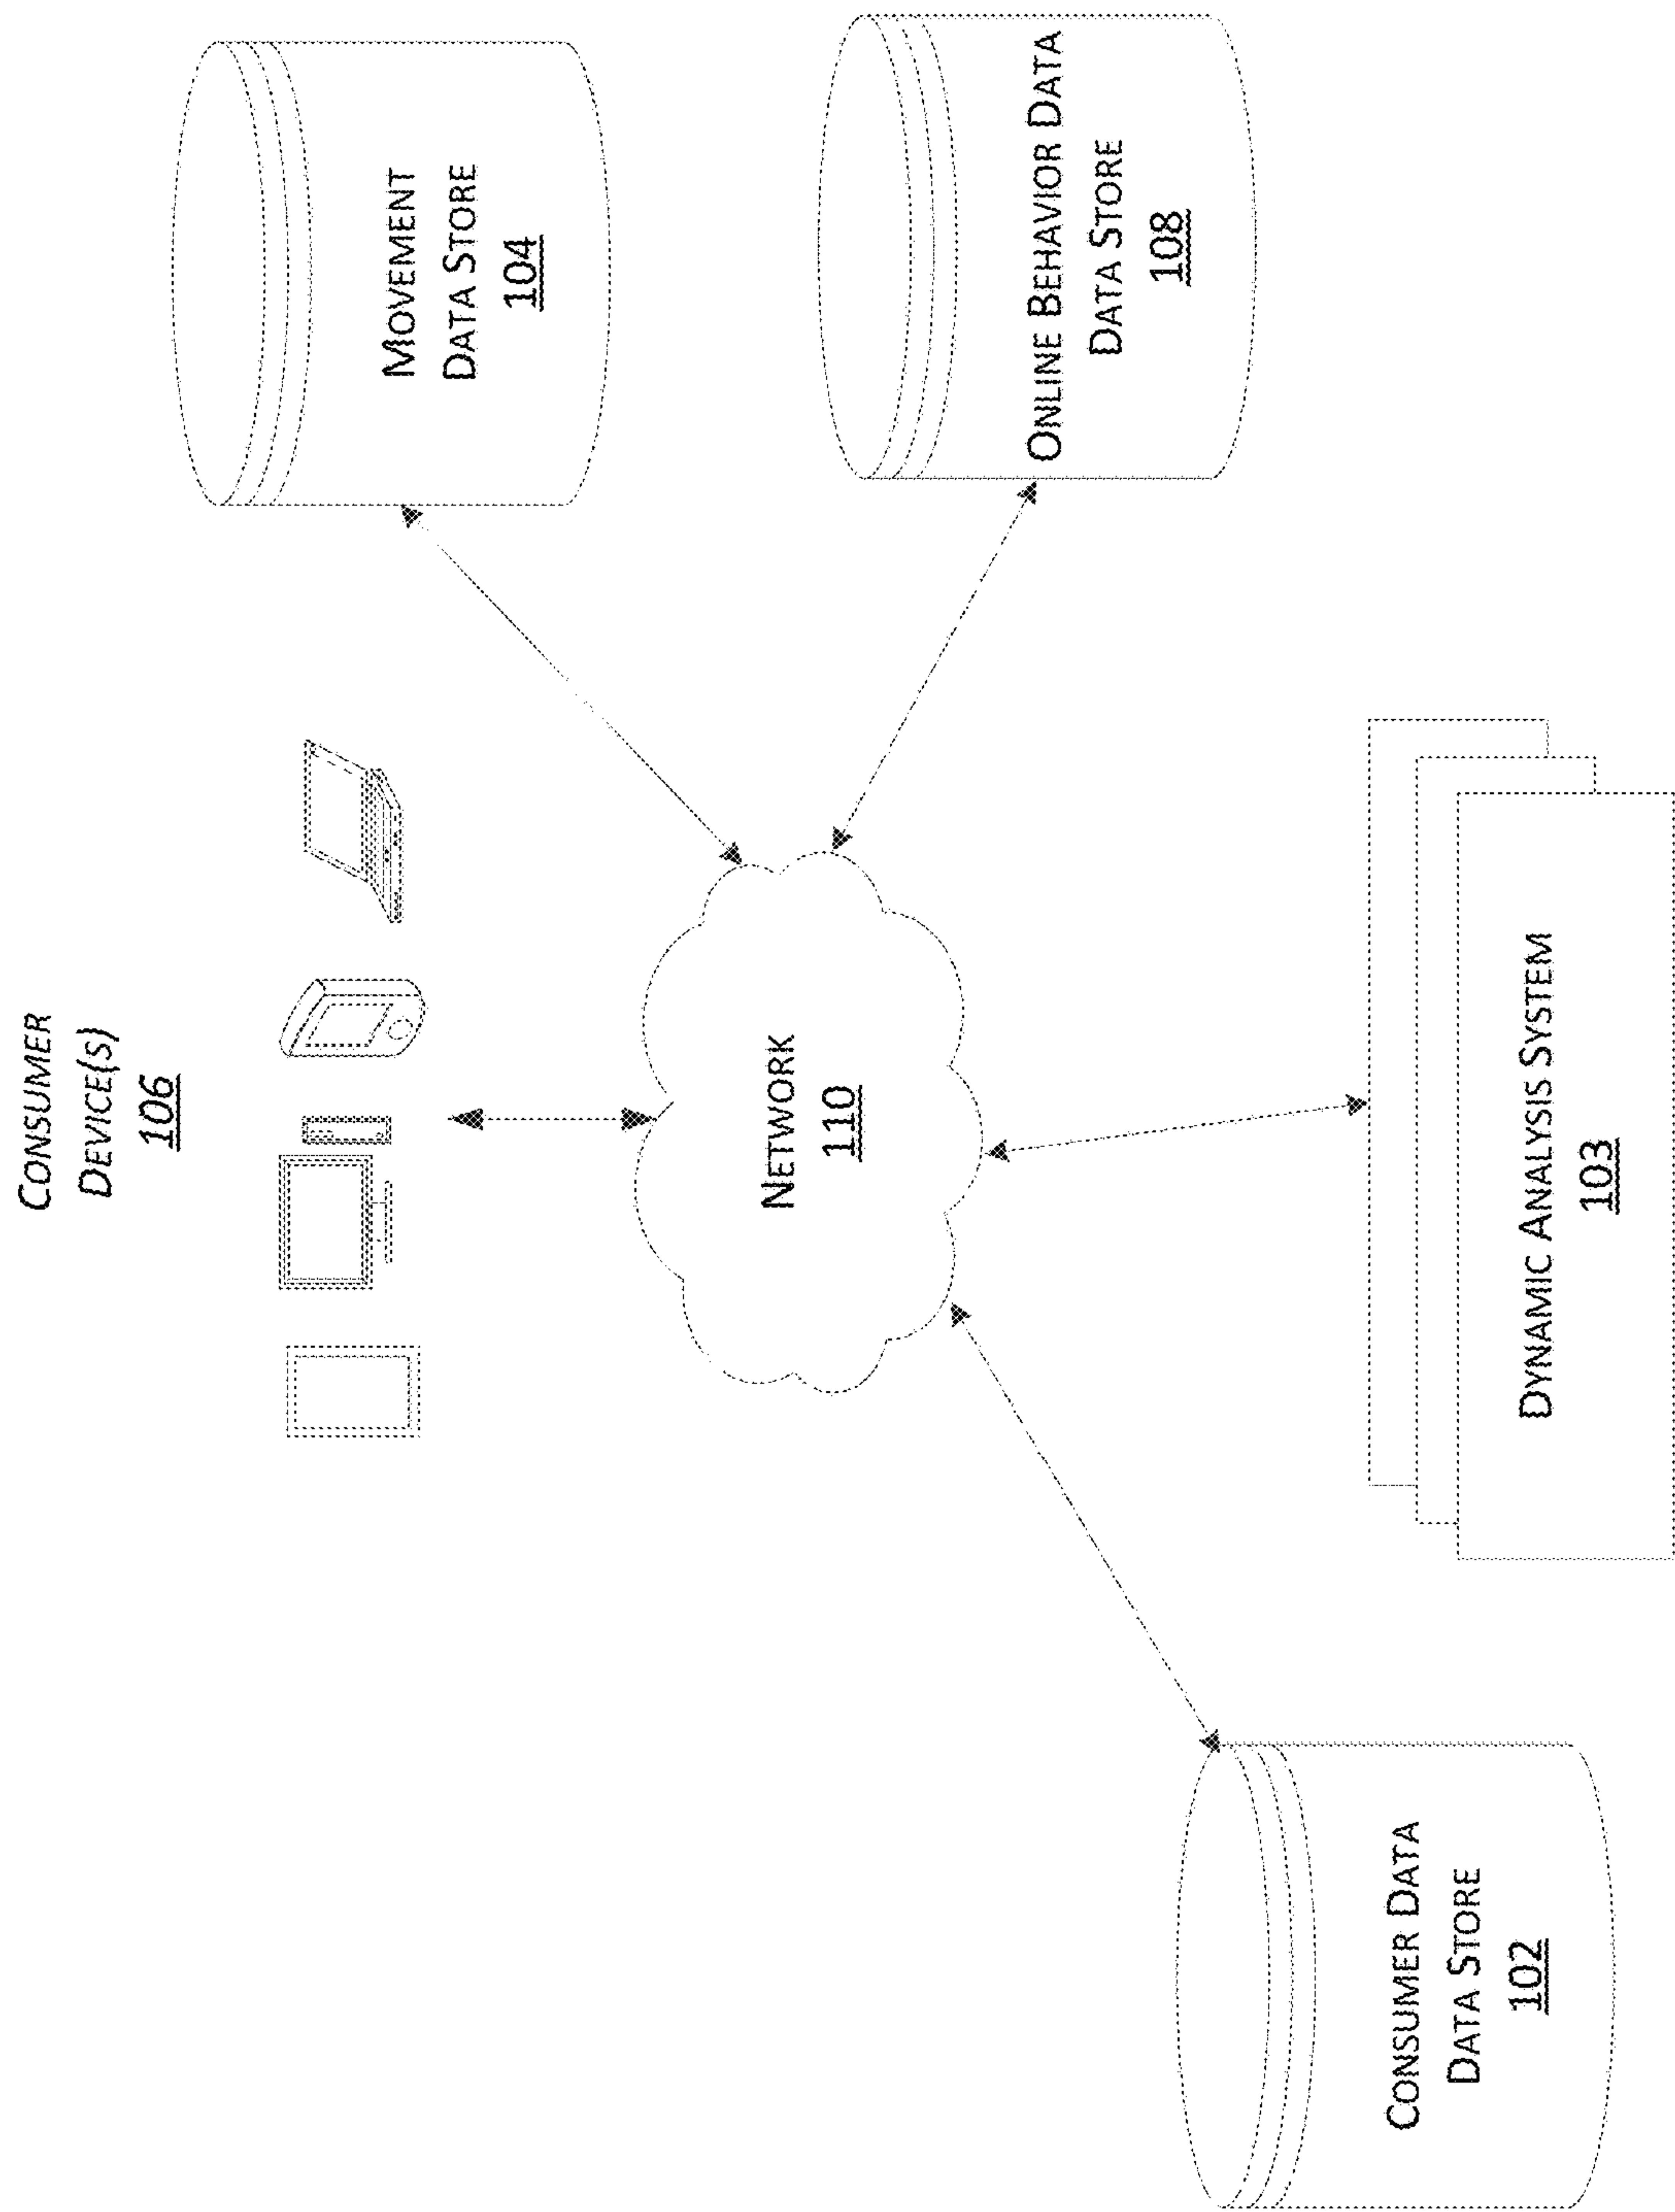 CONSUMER
DEVICE(S)
106
MOVEMENT
DATA STORE
104
NETWORK
110
ONLINE BEHAVIOR DATA
DATA STORE
108
CONSUMER DATA
DATA STORE
102
DYNAMIC ANALYSIS SYSTEM
103